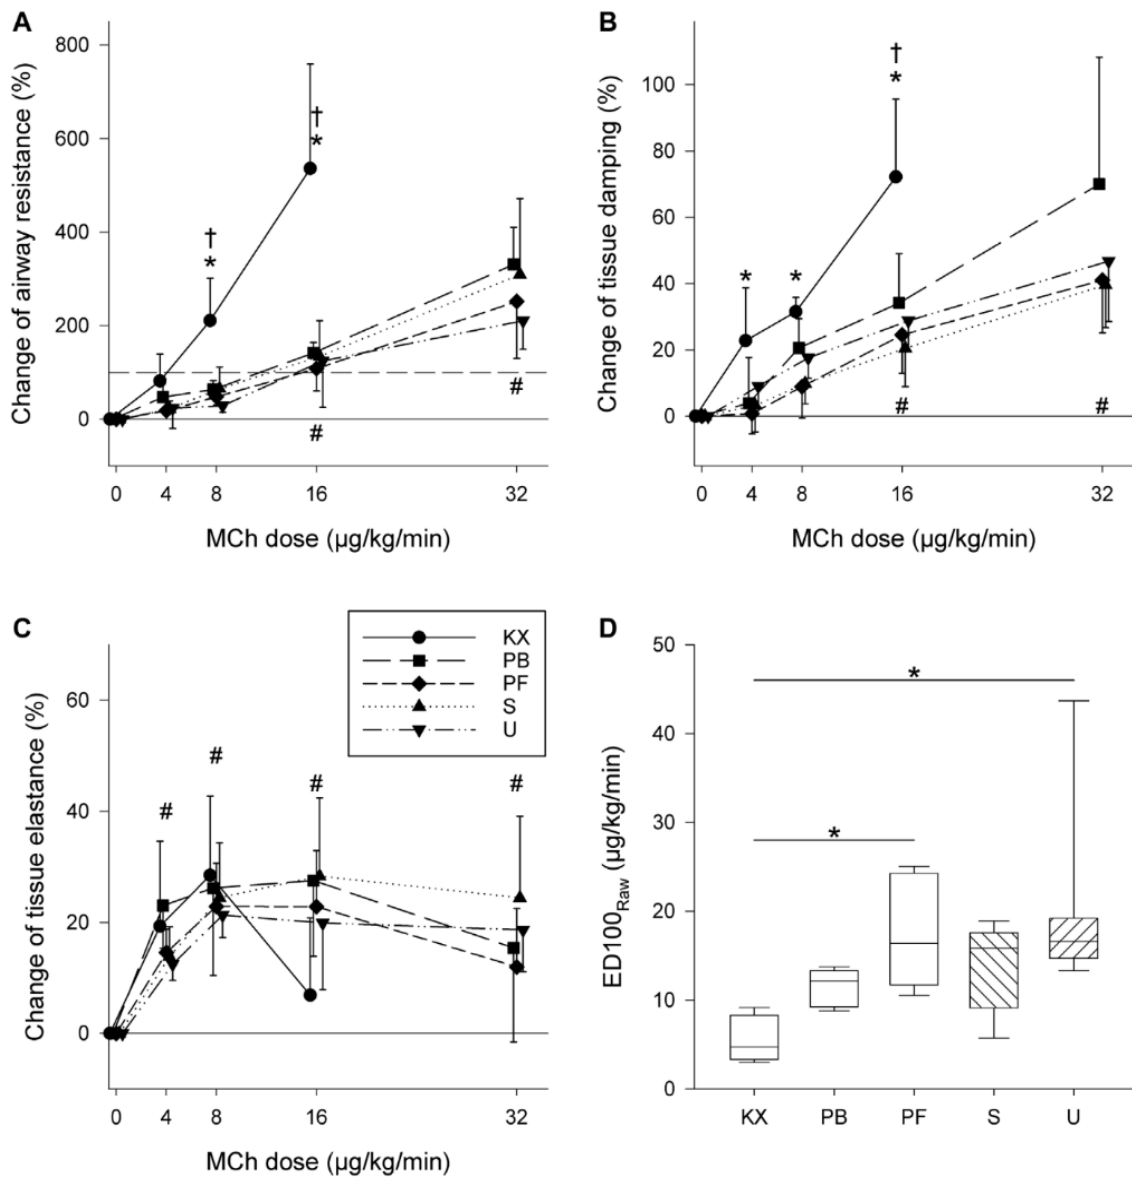 A
Change of airway resistance (%)
800
600
400
200
0
†
*
†
*
#
#
0 4 8 16 32
MCh dose (µg/kg/min)
B
Change of tissue damping (%)
100
80
60
40
20
0
*
*
†
*
#
#
0 4 8 16 32
MCh dose (µg/kg/min)
C
Change of tissue elastance (%)
60
40
20
0
#
#
#
#
KX
PB
PF
S
U
0 4 8 16 32
MCh dose (µg/kg/min)
D
ED100Raw (µg/kg/min)
50
40
30
20
10
0
*
*
KX PB PF S U